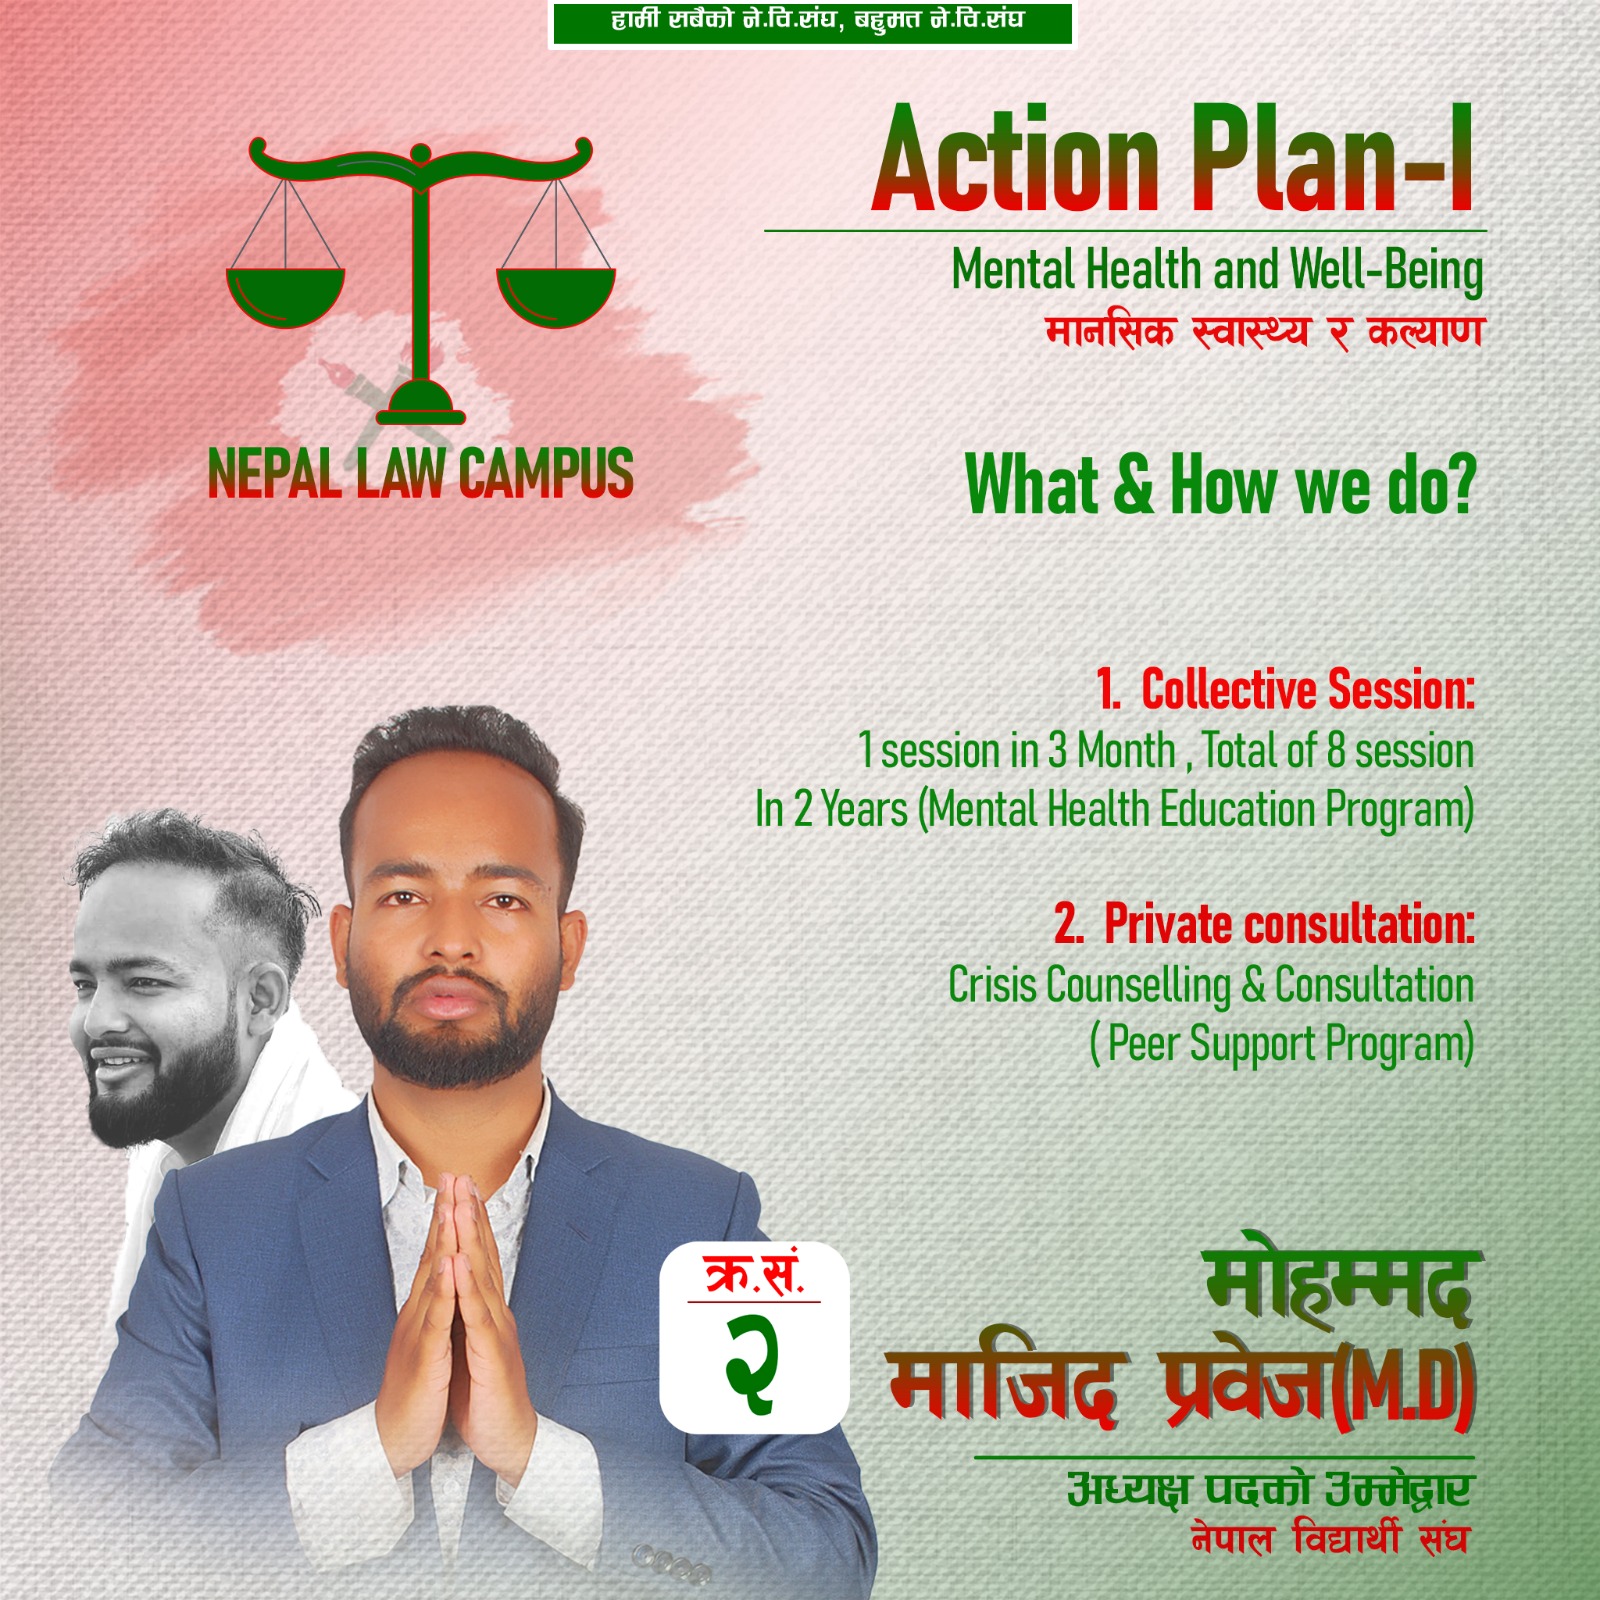 हामी सबैको ने.वि.संघ, बहुमत ने.वि.संघ
Action Plan-I
Mental Health and Well-Being
मानसिक स्वास्थ्य र कल्याण
NEPAL LAW CAMPUS
What & How we do?
1. Collective Session:
1 session in 3 Month , Total of 8 session
In 2 Years (Mental Health Education Program)
2. Private consultation:
Crisis Counselling & Consultation
( Peer Support Program)
क्र.सं.
२
मोहम्मद
माजिद प्रवेज(M.D)
अध्यक्ष पदको उम्मेद्वार
नेपाल विद्यार्थी संघ